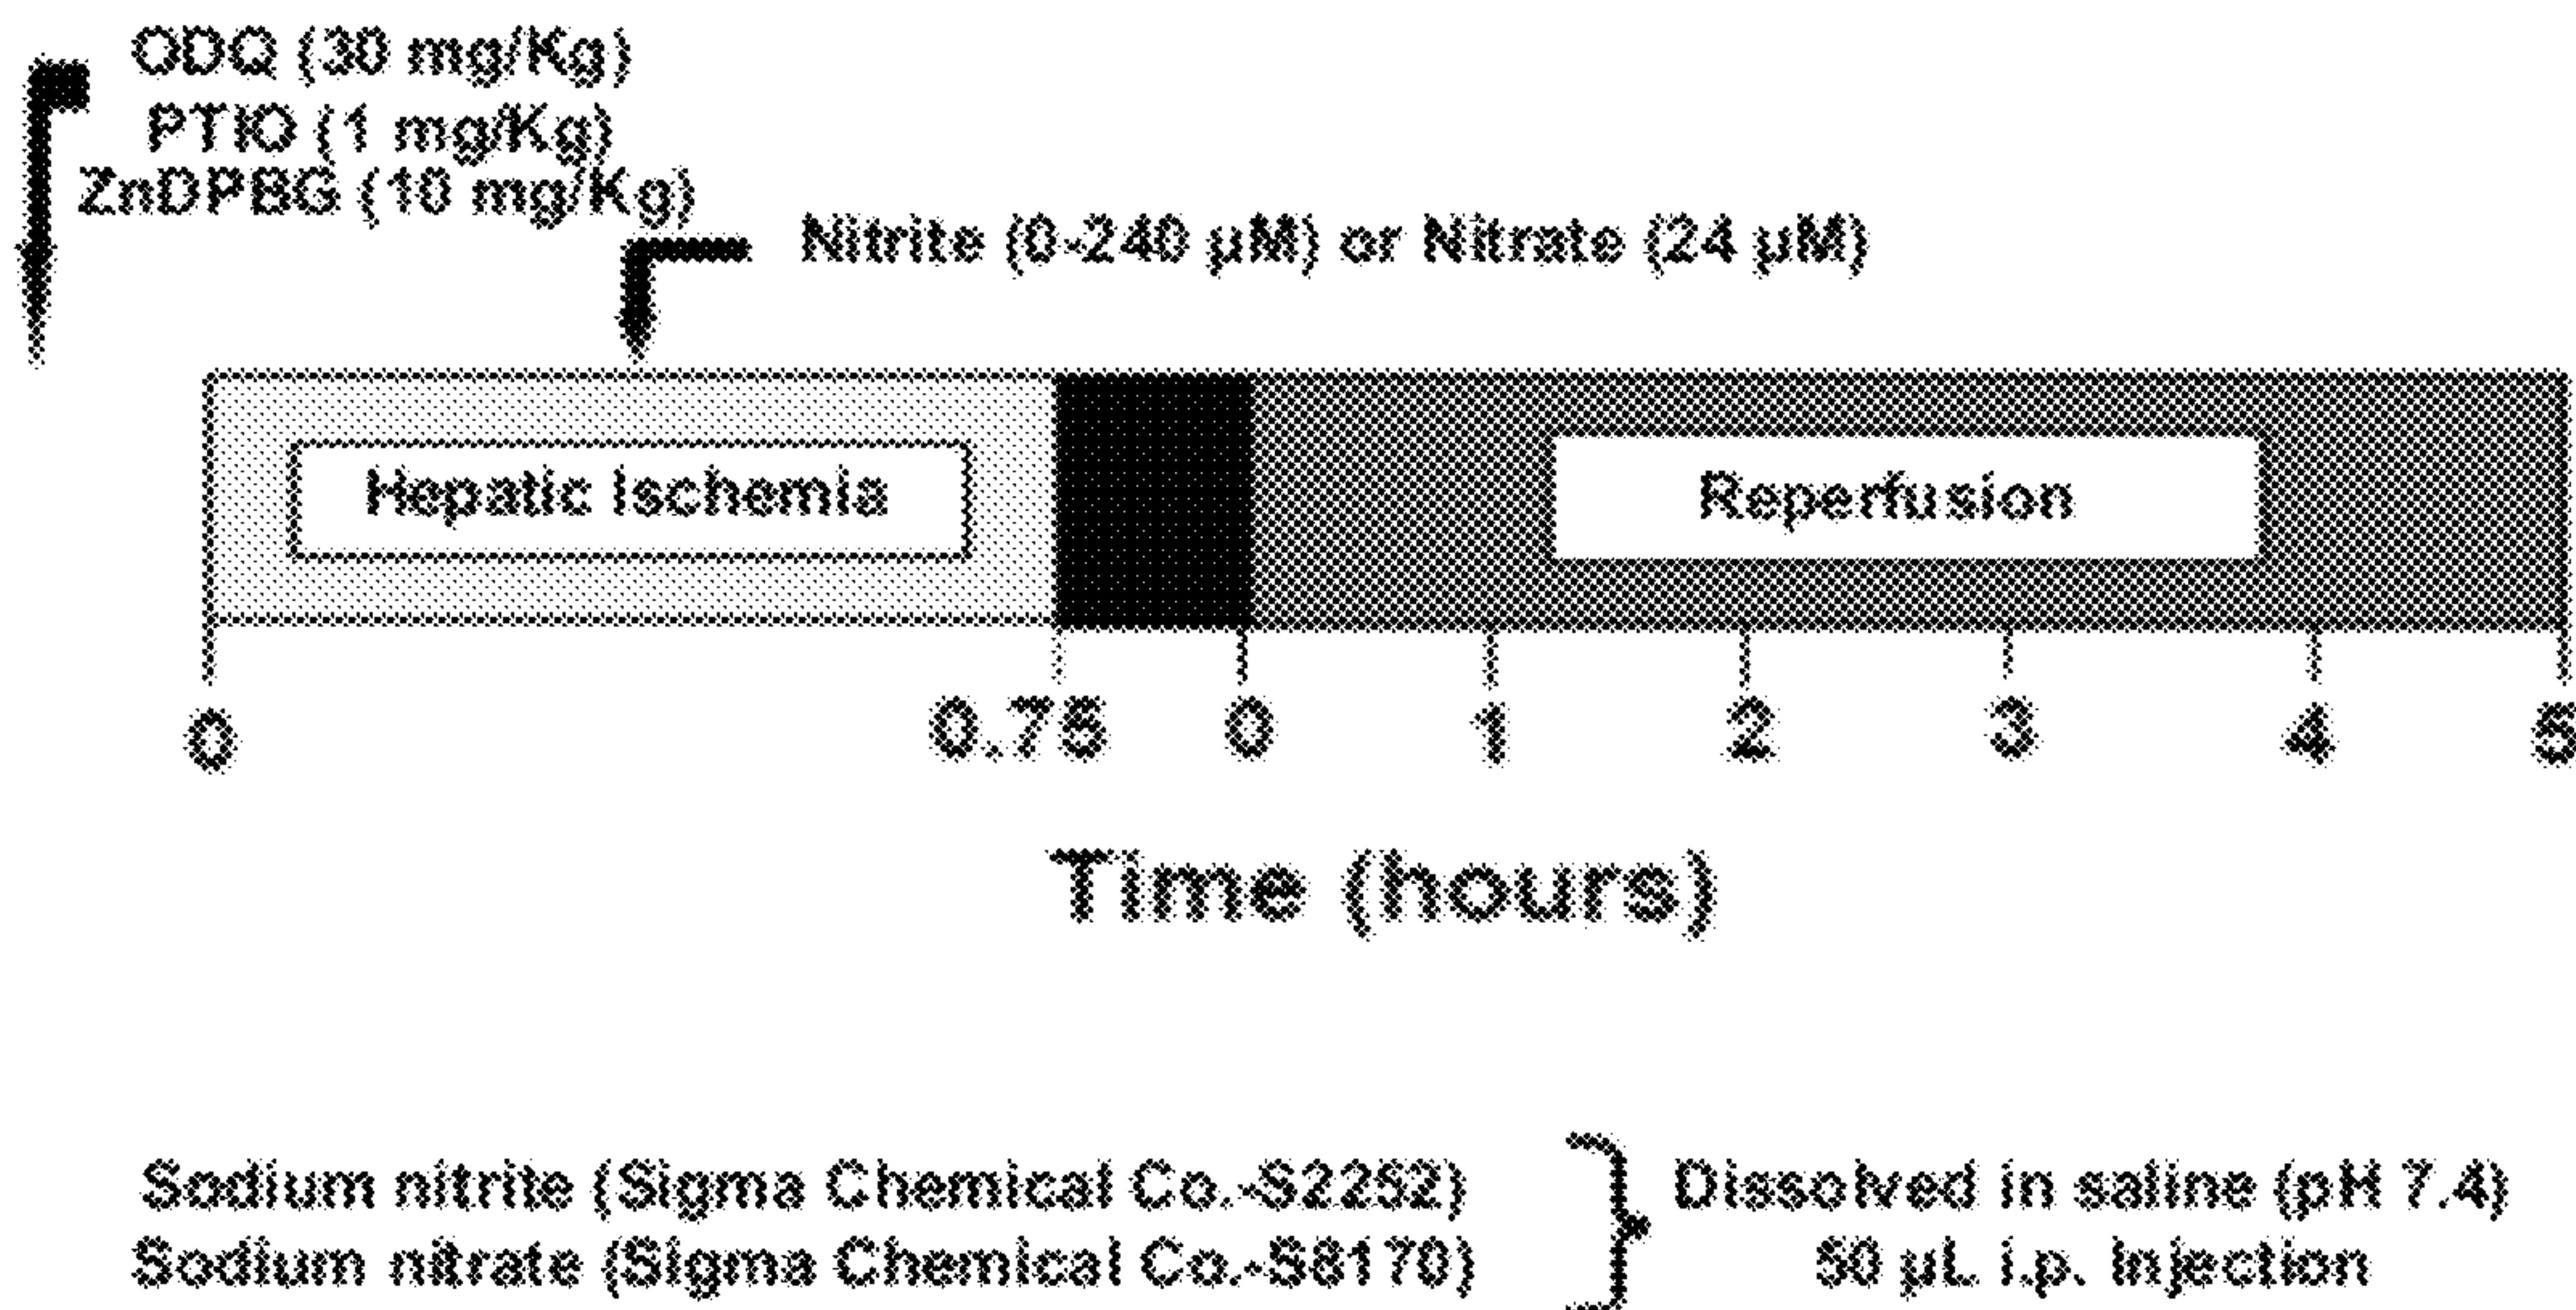 ODQ (30 mg/Kg)
PTIO (1 mg/Kg)
ZnDPBG (10 mg/Kg)
Nitrite (0-240 µM) or Nitrate (24 µM)
Hepatic Ischemia
Reperfusion
0 0.75 0 1 2 3 4 5
Time (hours)
Sodium nitrite (Sigma Chemical Co.-S2252)
Sodium nitrate (Sigma Chemical Co.-S8170)
Dissolved in saline (pH 7.4)
50 µL i.p. Injection